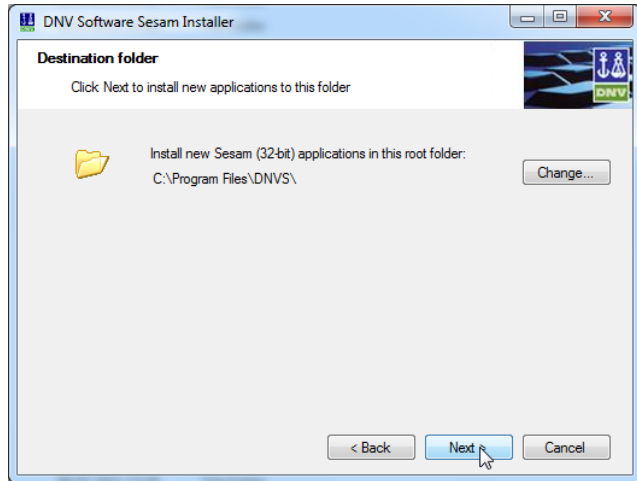 DNV Software Sesam Installer
Destination folder
Click Next to install new applications to this folder
DNV
Install new Sesam (32-bit) applications in this root folder:
C:\Program Files\DNVS\
Change...
< Back
Next >
Cancel